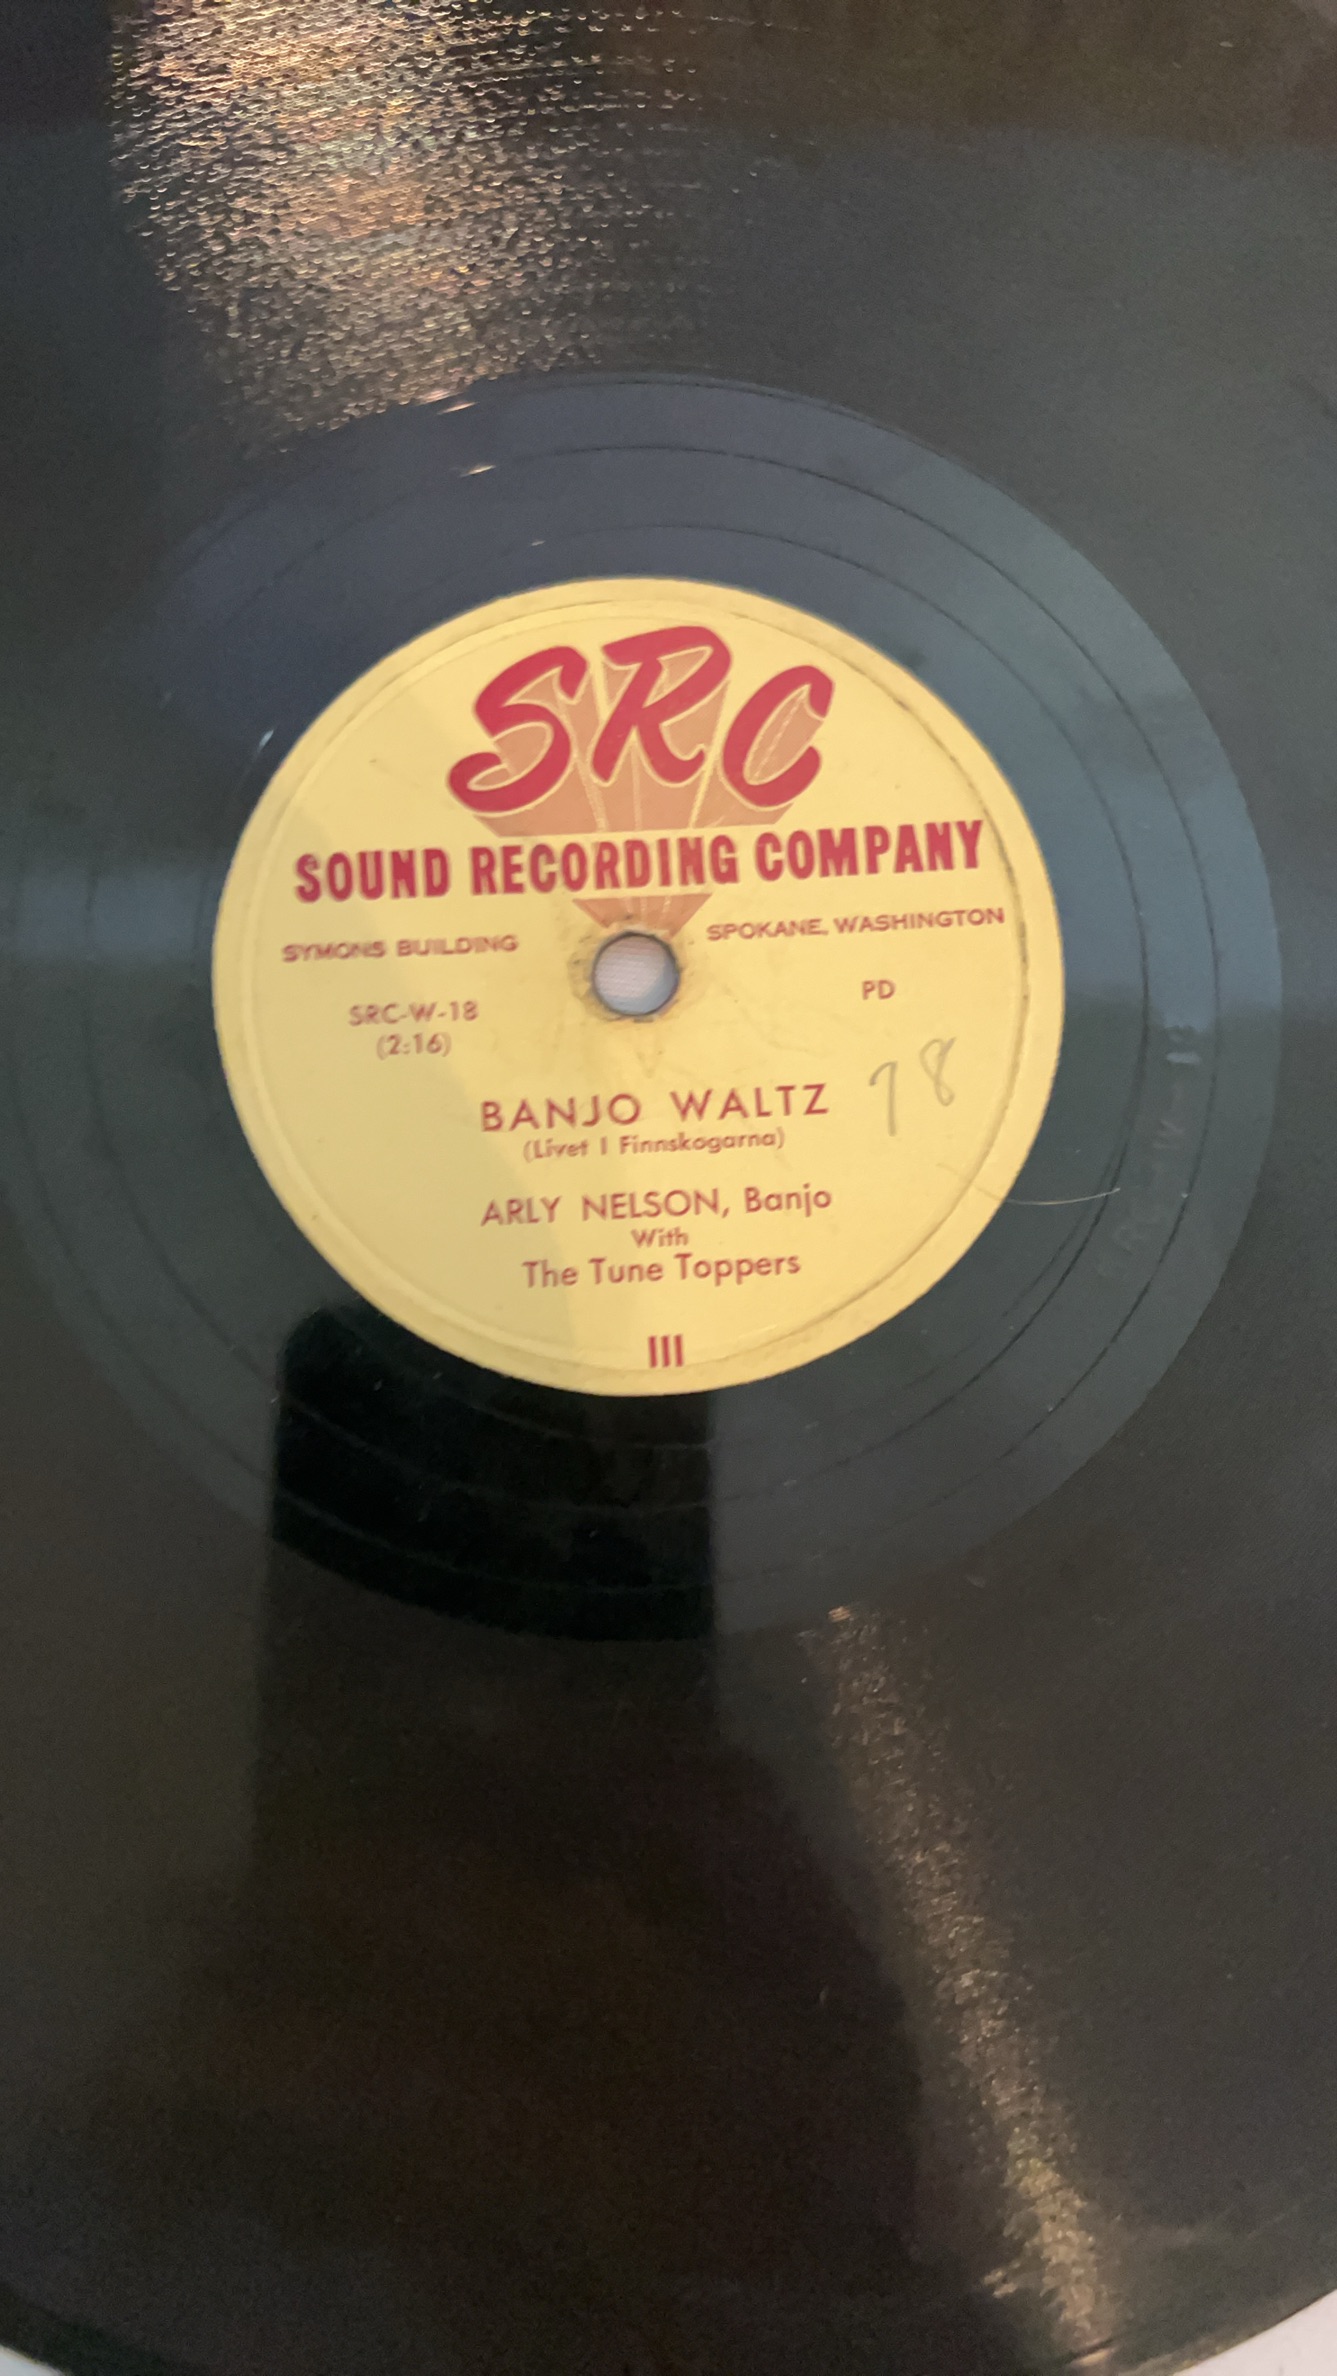 SRC
SOUND RECORDING COMPANY
SYMONS BUILDING
SPOKANE, WASHINGTON
SRC-W-18
(2:16)
PD
78
BANJO WALTZ
(Livet I Finnskogarna)
ARLY NELSON, Banjo
With
The Tune Toppers
III